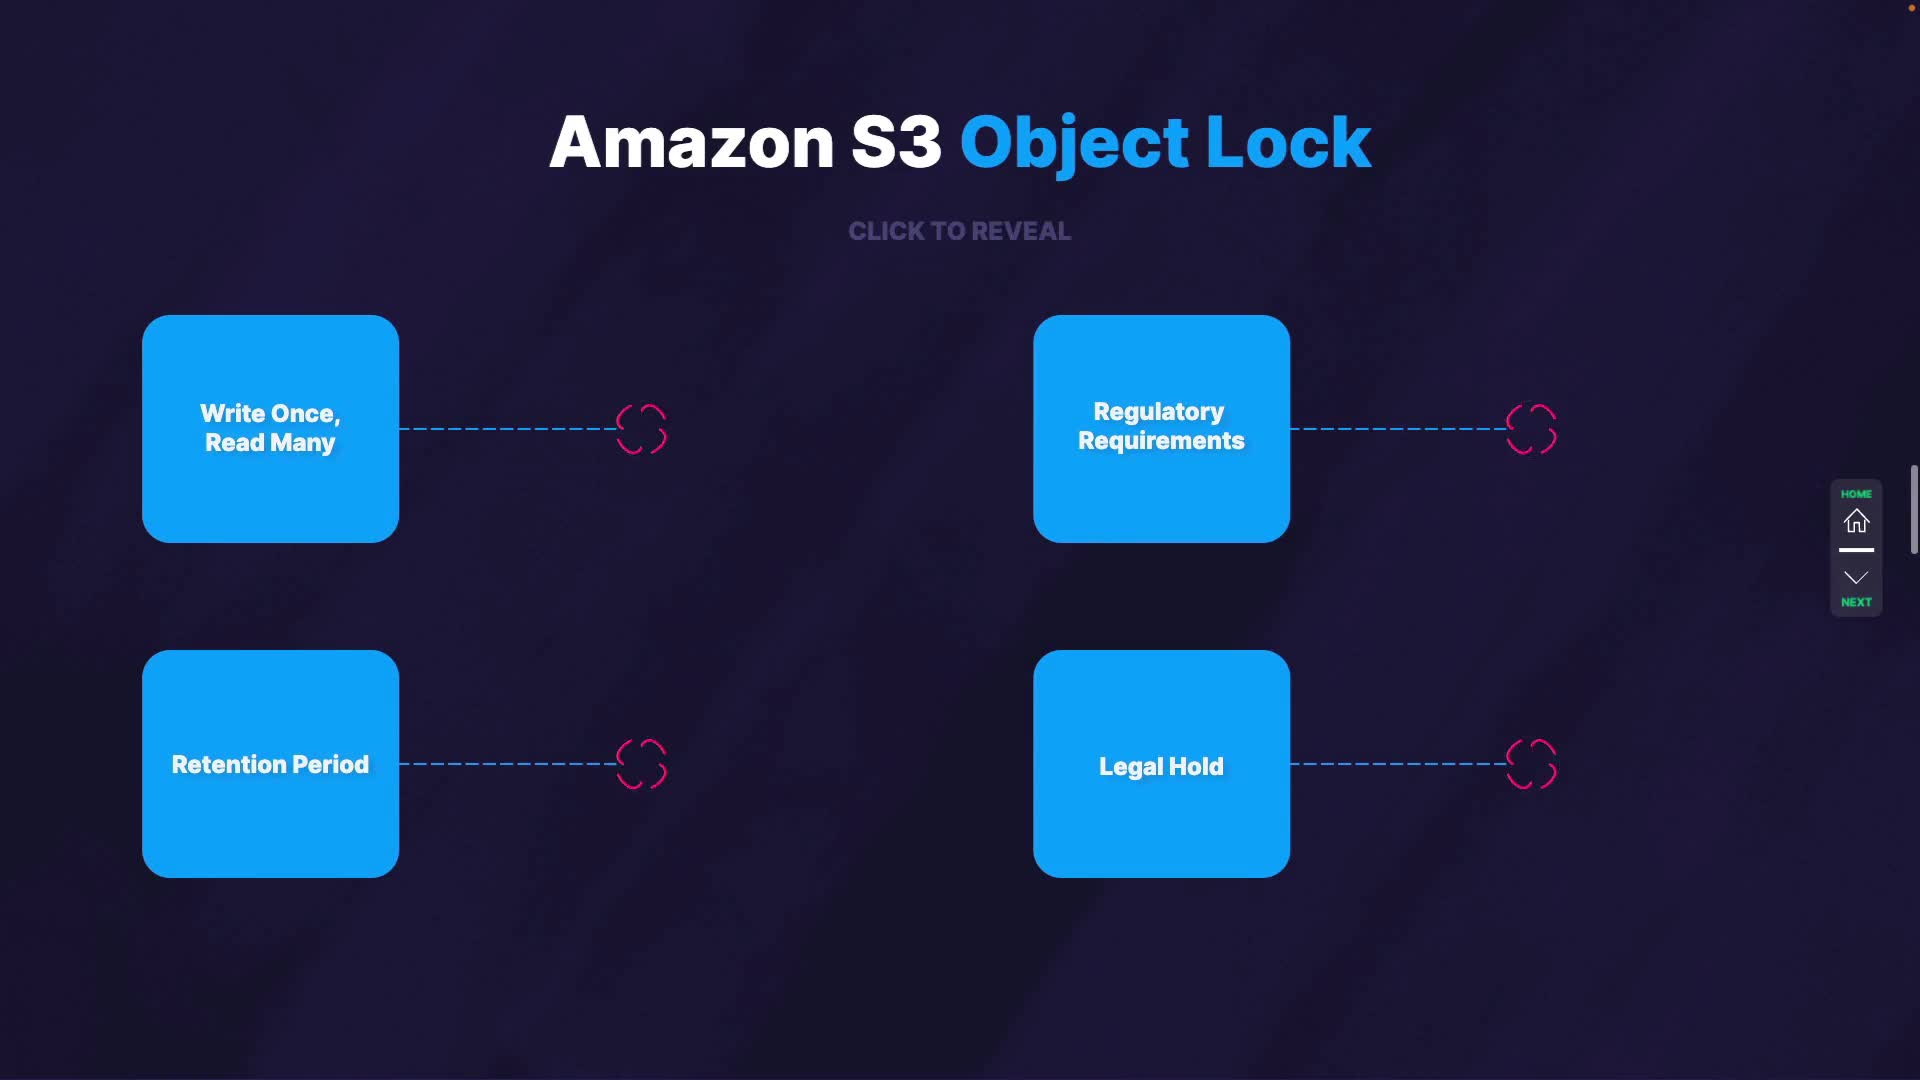 Amazon S3 Object Lock
CLICK TO REVEAL
Write Once,
Read Many
Regulatory
Requirements
HOME
NEXT
Retention Period
Legal Hold